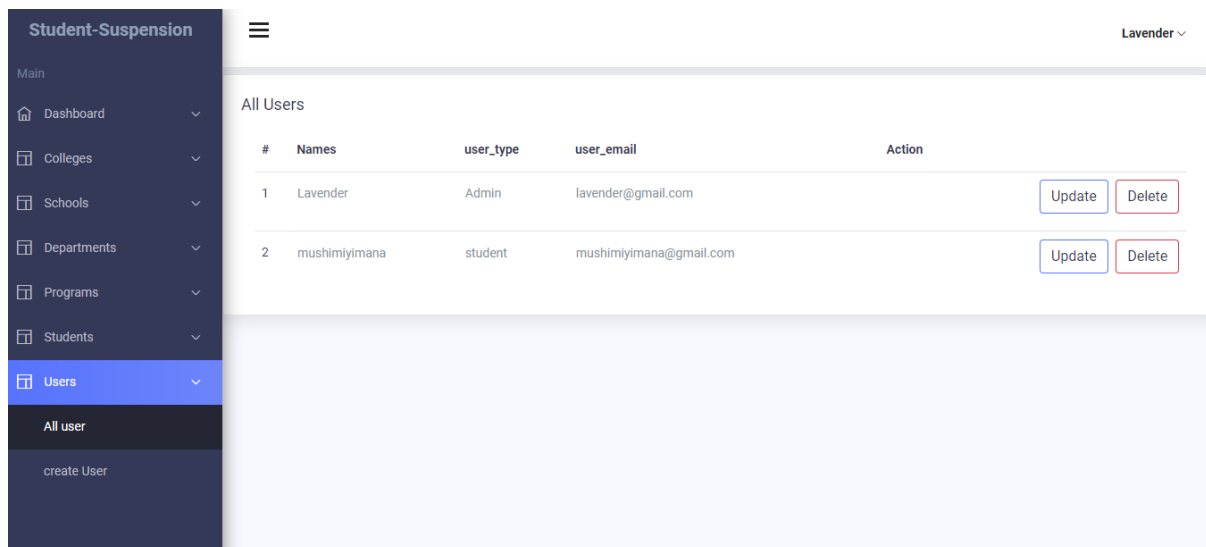 Student-Suspension
Lavender
Main
Dashboard
Colleges
Schools
Departments
Programs
Students
Users
All user
create User
All Users
# Names user_type user_email Action
1 Lavender Admin lavender@gmail.com Update Delete
2 mushimiyimana student mushimiyimana@gmail.com Update Delete